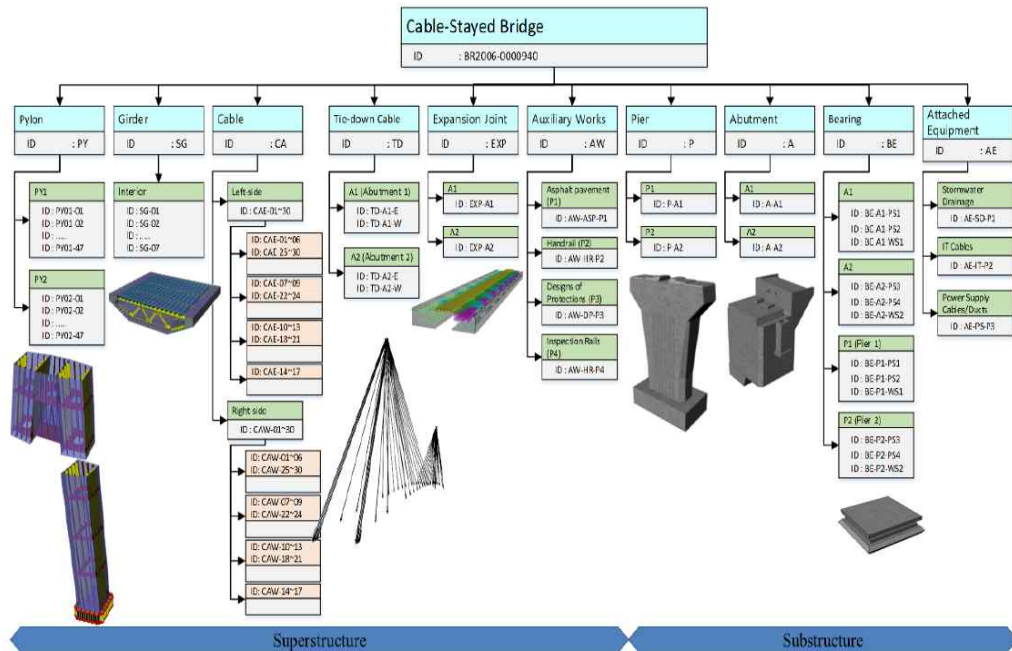 Cable-Stayed Bridge
ID : BR2006-0000940
Pylon
ID : PY
PY1
ID : PY01-01
ID : PY01-02
ID : .....
ID : PY01-47
PY2
ID : PY02-01
ID : PY02-02
ID : .....
ID : PY02-47
Girder
ID : SG
Interior
ID : SG-01
ID : SG-02
ID : .....
ID : SG-07
Cable
ID : CA
Left-side
ID : CAE-01~30
ID: CAE-01~06
ID: CAE-25~30
ID: CAE-07~09
ID: CAE-22~24
ID: CAE-10~13
ID: CAE-18~21
ID: CAE-14~17
Right side
ID : CAW-01~30
ID: CAW-01~06
ID: CAW-25~30
ID: CAW-07~09
ID: CAW-22~24
ID: CAW-10~13
ID: CAW-18~21
ID: CAW-14~17
Tie-down Cable
ID : TD
A1 (Abutment 1)
ID : TD-A1-E
ID : TD-A1-W
A2 (Abutment 2)
ID : TD-A2-E
ID : TD-A2-W
Expansion Joint
ID : EXP
A1
ID : EXP-A1
A2
ID : EXP-A2
Auxiliary Works
ID : AW
Asphalt pavement
(P1)
ID : AW-ASP-P1
Handrail (P2)
ID : AW-HR-P2
Designs of
Protections (P3)
ID : AW-DP-P3
Inspection Rails
(P4)
ID : AW-HR-P4
Pier
ID : P
P1
ID : P-A1
P2
ID : P-A2
Abutment
ID : A
A1
ID : A-A1
A2
ID : A-A2
Bearing
ID : BE
A1
ID : BE-A1-PS1
ID : BE-A1-PS2
ID : BE-A1-WS1
A2
ID : BE-A2-PS3
ID : BE-A2-PS4
ID : BE-A2-WS2
P1 (Pier 1)
ID : BE-P1-PS1
ID : BE-P1-PS2
ID : BE-P1-WS1
P2 (Pier 2)
ID : BE-P2-PS3
ID : BE-P2-PS4
ID : BE-P2-WS2
Attached
Equipment
ID : AE
Stormwater
Drainage
ID : AE-SD-P1
IT Cables
ID : AE-IT-P2
Power Supply
Cables/Ducts
ID : AE-PS-P3
Superstructure
Substructure